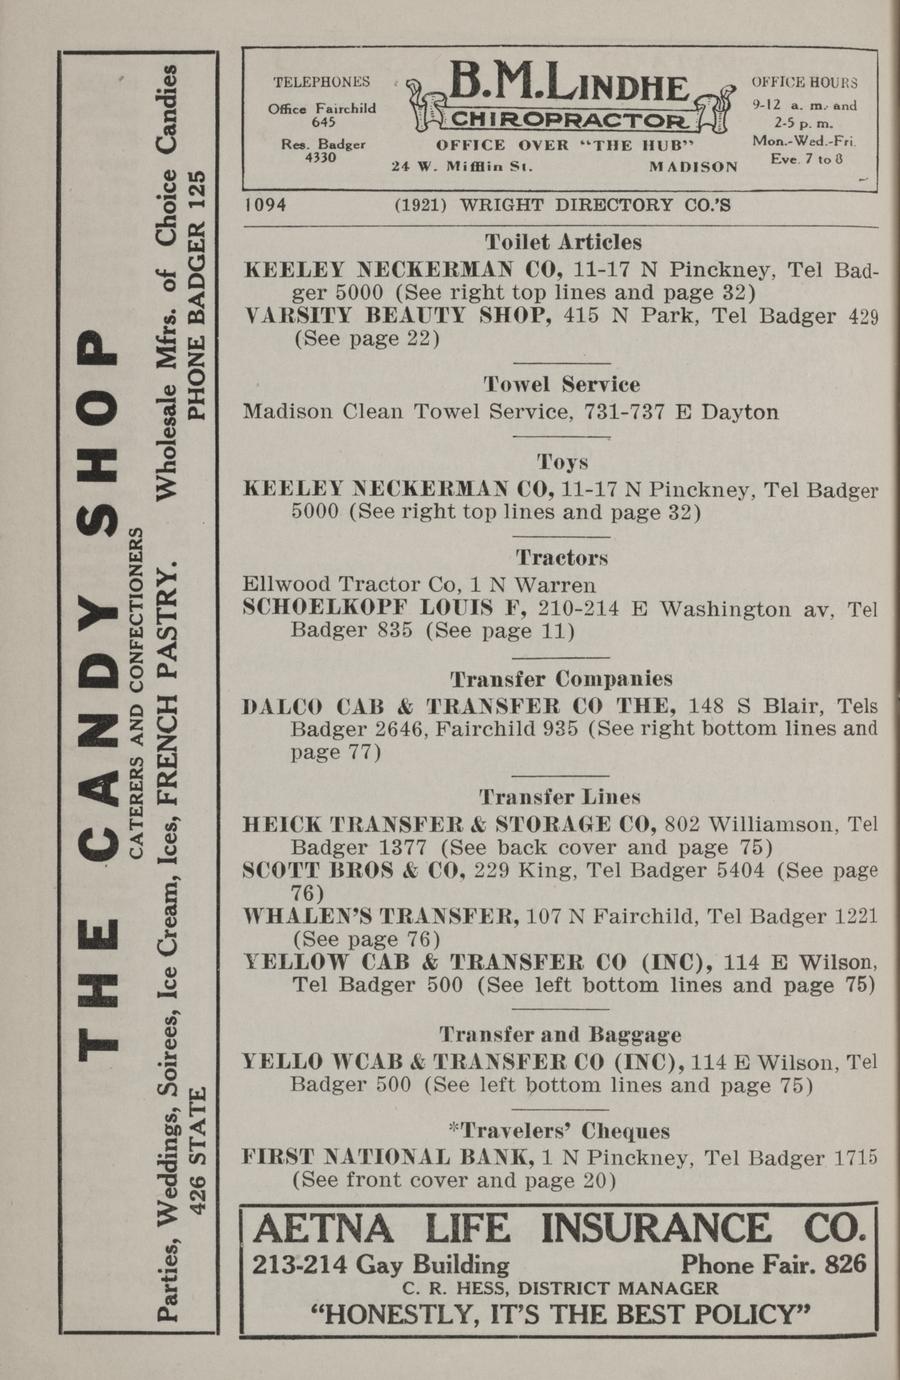 THE CANDY SHOP
CATERERS AND CONFECTIONERS
Parties, Weddings, Soirees, Ice Cream, Ices, FRENCH PASTRY. Wholesale Mfrs. of Choice Candies
426 STATE PHONE BADGER 125
TELEPHONES
Office Fairchild
645
Res. Badger
4330
B.M. LINDHE
CHIROPRACTOR
OFFICE OVER "THE HUB"
24 W. Mifflin St. MADISON
OFFICE HOURS
9-12 a. m. and
2-5 p. m.
Mon.-Wed.-Fri.
Eve. 7 to 8
1094 (1921) WRIGHT DIRECTORY CO.'S
Toilet Articles
KEELEY NECKERMAN CO, 11-17 N Pinckney, Tel Bad-
ger 5000 (See right top lines and page 32)
VARSITY BEAUTY SHOP, 415 N Park, Tel Badger 429
(See page 22)
Towel Service
Madison Clean Towel Service, 731-737 E Dayton
Toys
KEELEY NECKERMAN CO, 11-17 N Pinckney, Tel Badger
5000 (See right top lines and page 32)
Tractors
Ellwood Tractor Co, 1 N Warren
SCHOELKOPF LOUIS F, 210-214 E Washington av, Tel
Badger 835 (See page 11)
Transfer Companies
DALCO CAB & TRANSFER CO THE, 148 S Blair, Tels
Badger 2646, Fairchild 935 (See right bottom lines and
page 77)
Transfer Lines
HEICK TRANSFER & STORAGE CO, 802 Williamson, Tel
Badger 1377 (See back cover and page 75)
SCOTT BROS & CO, 229 King, Tel Badger 5404 (See page
76)
WHALEN'S TRANSFER, 107 N Fairchild, Tel Badger 1221
(See page 76)
YELLOW CAB & TRANSFER CO (INC), 114 E Wilson,
Tel Badger 500 (See left bottom lines and page 75)
Transfer and Baggage
YELLO WCAB & TRANSFER CO (INC), 114 E Wilson, Tel
Badger 500 (See left bottom lines and page 75)
*Travelers' Cheques
FIRST NATIONAL BANK, 1 N Pinckney, Tel Badger 1715
(See front cover and page 20)
AETNA LIFE INSURANCE CO.
213-214 Gay Building Phone Fair. 826
C. R. HESS, DISTRICT MANAGER
"HONESTLY, IT'S THE BEST POLICY"